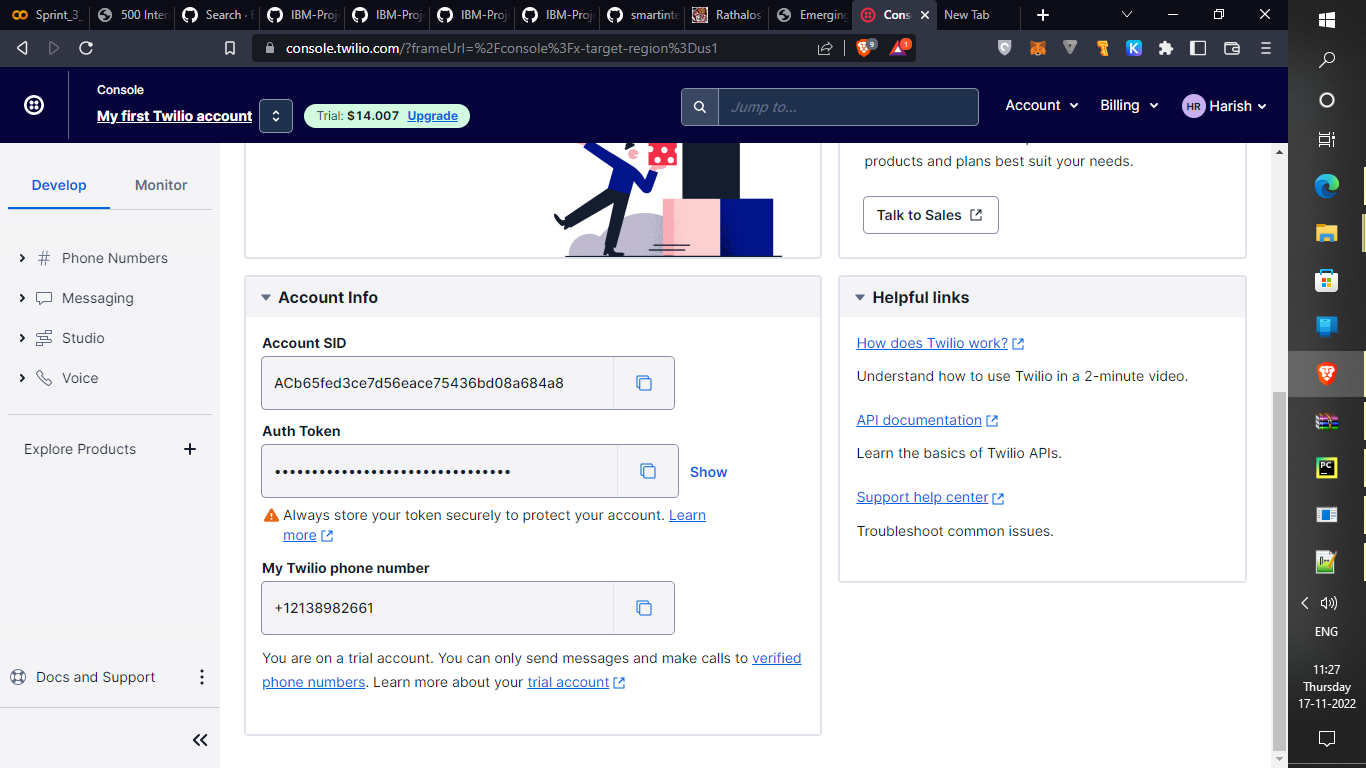 Sprint_3_
500 Inter
Search · 
IBM-Proj
IBM-Proj
IBM-Proj
IBM-Proj
smartinte
Rathalos
Emerging
Cons
New Tab
console.twilio.com/?frameUrl=%2Fconsole%3Fx-target-region%3Dus1
9
1
Console
My first Twilio account
Trial: $14.007 Upgrade
Jump to...
Account
Billing
HR Harish
Develop
Monitor
products and plans best suit your needs.
Talk to Sales
Phone Numbers
Messaging
Studio
Voice
Explore Products
Account Info
Account SID
ACb65fed3ce7d56eace75436bd08a684a8
Auth Token
••••••••••••••••••••••••••••••••
Show
Always store your token securely to protect your account. Learn
more
My Twilio phone number
+12138982661
You are on a trial account. You can only send messages and make calls to verified
phone numbers. Learn more about your trial account
Helpful links
How does Twilio work?
Understand how to use Twilio in a 2-minute video.
API documentation
Learn the basics of Twilio APIs.
Support help center
Troubleshoot common issues.
Docs and Support
PC
ENG
11:27
Thursday
17-11-2022